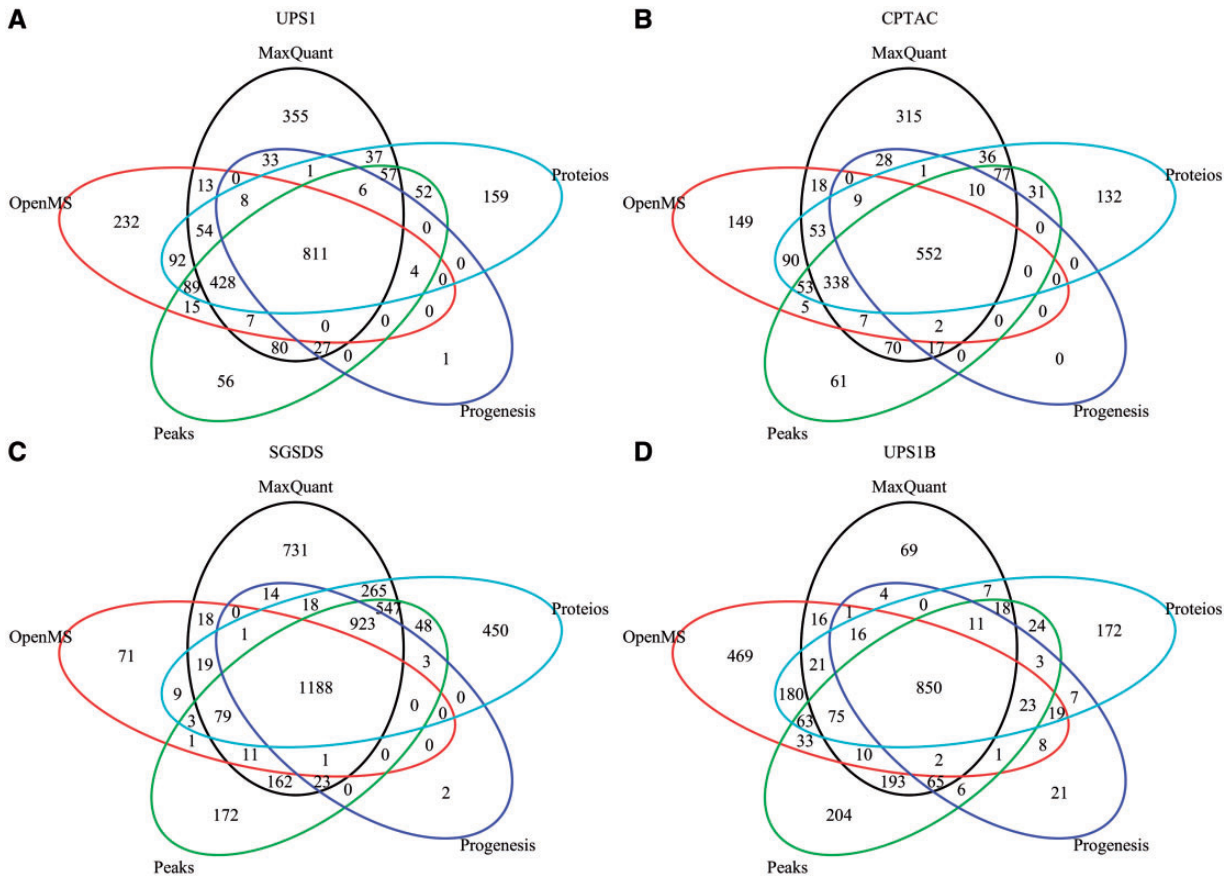 A UPS1 B CPTAC
MaxQuant MaxQuant
355 315
33 37 28 36
13 0 1 57 18 0 1 77
Proteios Proteios
8 6 52 159 9 10 31 132
OpenMS OpenMS
232 54 0 149 53 0
92 811 4 0 90 552 0 0
89 428 0 53 338 0
15 7 0 0 0 5 7 2 0 0
80 27 0 1 70 17 0 0
56 61
Progenesis Progenesis
Peaks Peaks
C SGSDS D UPS1B
MaxQuant MaxQuant
731 69
14 265 4 7
18 0 18 547 16 1 0 18
Proteios Proteios
1 923 48 450 16 11 24 172
OpenMS OpenMS
71 19 3 469 21 3
9 1188 0 0 180 850 23 7
3 79 0 63 75 19
1 11 1 0 0 33 10 2 1 8
162 23 0 2 193 65 6 21
172 204
Progenesis Progenesis
Peaks Peaks